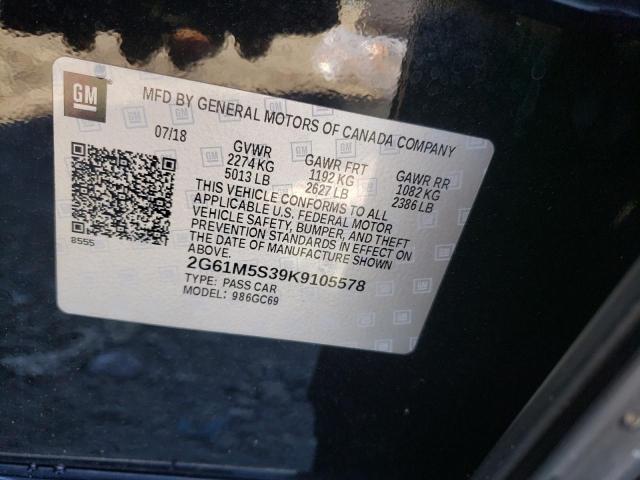 GM
MFD BY GENERAL MOTORS OF CANADA COMPANY
07/18
GVWR
2274 KG
5013 LB
GAWR FRT
1192 KG
2627 LB
GAWR RR
1082 KG
2386 LB
THIS VEHICLE CONFORMS TO ALL
APPLICABLE U.S. FEDERAL MOTOR
VEHICLE SAFETY, BUMPER, AND THEFT
PREVENTION STANDARDS IN EFFECT ON
THE DATE OF MANUFACTURE SHOWN
ABOVE.
8555
2G61M5S39K9105578
TYPE: PASS CAR
MODEL: 986GC69